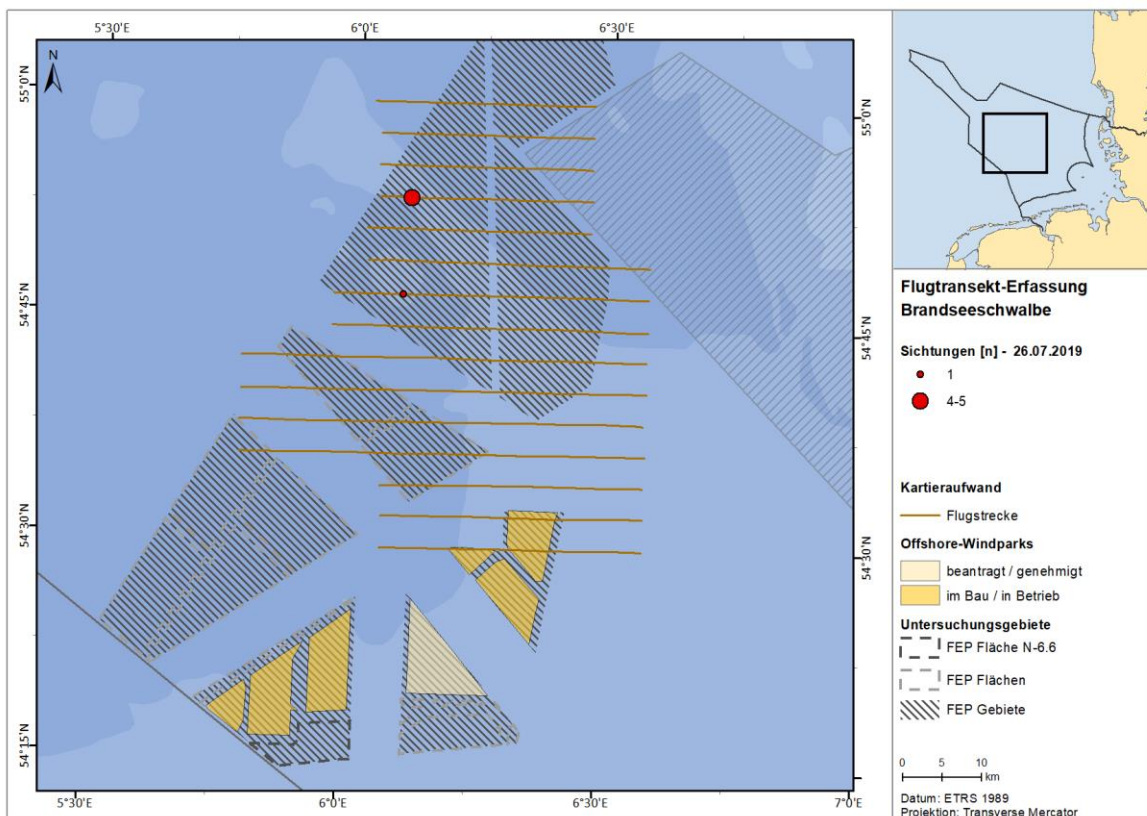 5°30'E
6°0'E
6°30'E
N
55°0'N
55°0'N
54°45'N
54°45'N
54°30'N
54°30'N
54°15'N
5°30'E
6°0'E
6°30'E
7°0'E
Flugtransekt-Erfassung
Brandseeschwalbe
Sichtungen [n] - 26.07.2019
1
4-5
Kartieraufwand
Flugstrecke
Offshore-Windparks
beantragt / genehmigt
im Bau / in Betrieb
Untersuchungsgebiete
FEP Fläche N-6.6
FEP Flächen
FEP Gebiete
0 5 10
km
Datum: ETRS 1989
Projektion: Transverse Mercator